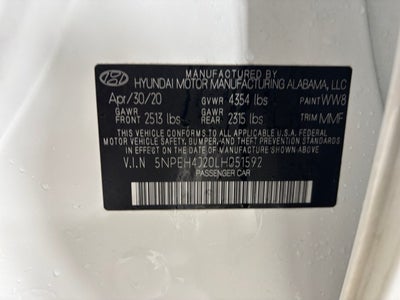 MANUFACTURED BY
HYUNDAI MOTOR MANUFACTURING ALABAMA, LLC
Apr/30/20 GVWR 4354 lbs PAINT WW8
GAWR FRONT 2513 lbs GAWR REAR 2315 lbs TRIM MMF
THIS VEHICLE CONFORMS TO ALL APPLICABLE U.S.A. FEDERAL
MOTOR VEHICLE SAFETY, BUMPER, AND THEFT PREVENTION
STANDARDS IN EFFECT ON THE DATE OF MANUFACTURE SHOWN ABOVE.
V.I.N 5NPEH4J20LH051592
PASSENGER CAR